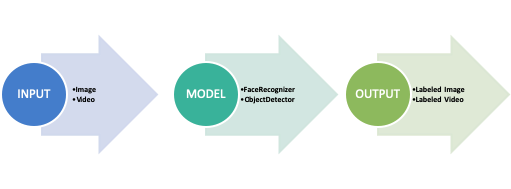 INPUT
•Image
•Video
MODEL
•FaceRecognizer
•ObjectDetector
OUTPUT
•Labeled Image
•Labeled Video